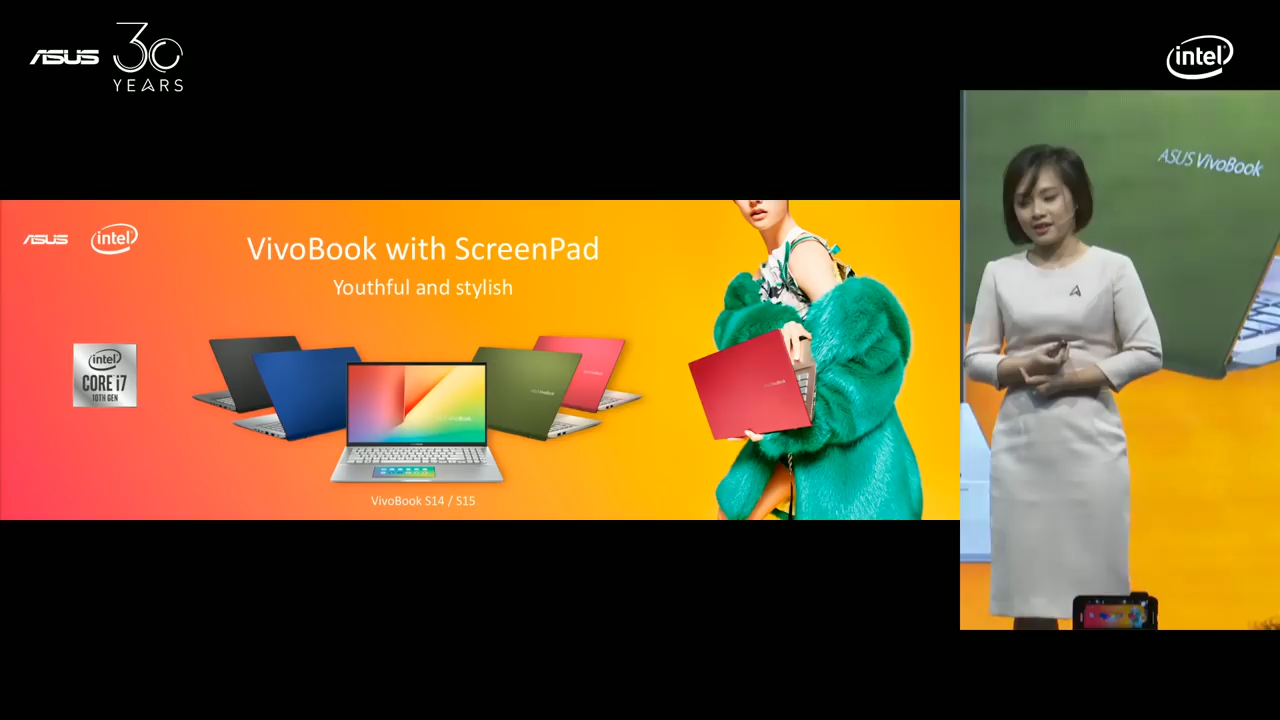 ASUS
30
YEARS
intel
ASUS VivoBook
ASUS
intel
VivoBook with ScreenPad
Youthful and stylish
intel
CORE i7
10TH GEN
VivoBook S14 / S15